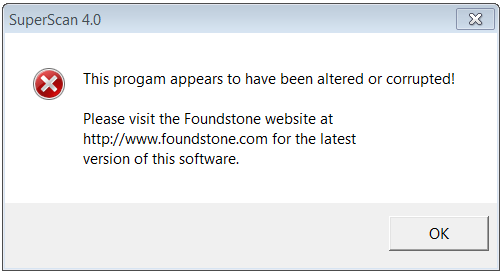 SuperScan 4.0
This progam appears to have been altered or corrupted!
Please visit the Foundstone website at
http://www.foundstone.com for the latest
version of this software.
OK